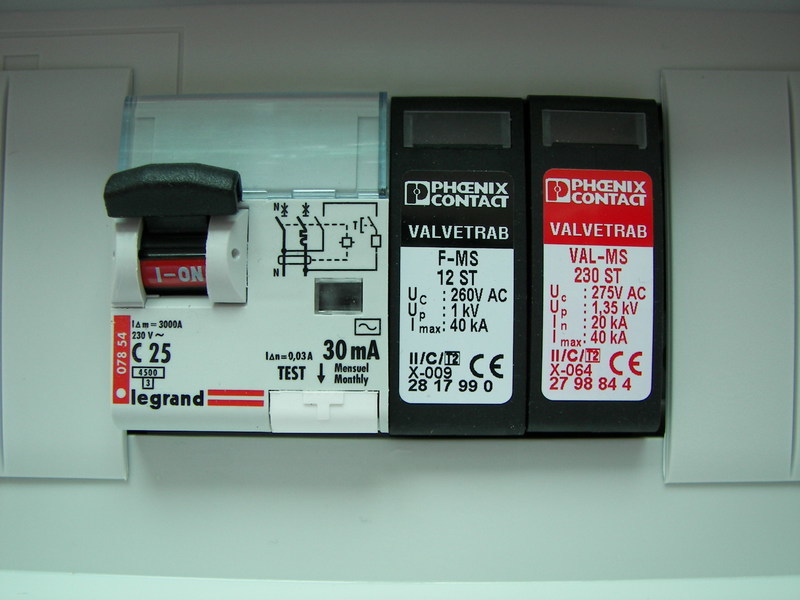 I-ON
N
N
T
I∆m = 3000A
230 V ~
C 25
4500
3
078 54
legrand
I∆n=0,03 A
30 mA
TEST ↓ Mensuel
Monthly
T
PHŒNIX
CONTACT
VALVETRAB
F-MS
12 ST
UC : 260V AC
UP : 1 kV
Imax: 40 kA
II/C/T2 CE
X-009
28 17 99 0
PHŒNIX
CONTACT
VALVETRAB
VAL-MS
230 ST
UC : 275V AC
UP : 1,35 kV
In : 20 kA
Imax: 40 kA
II/C/T2 CE
X-064
27 98 84 4